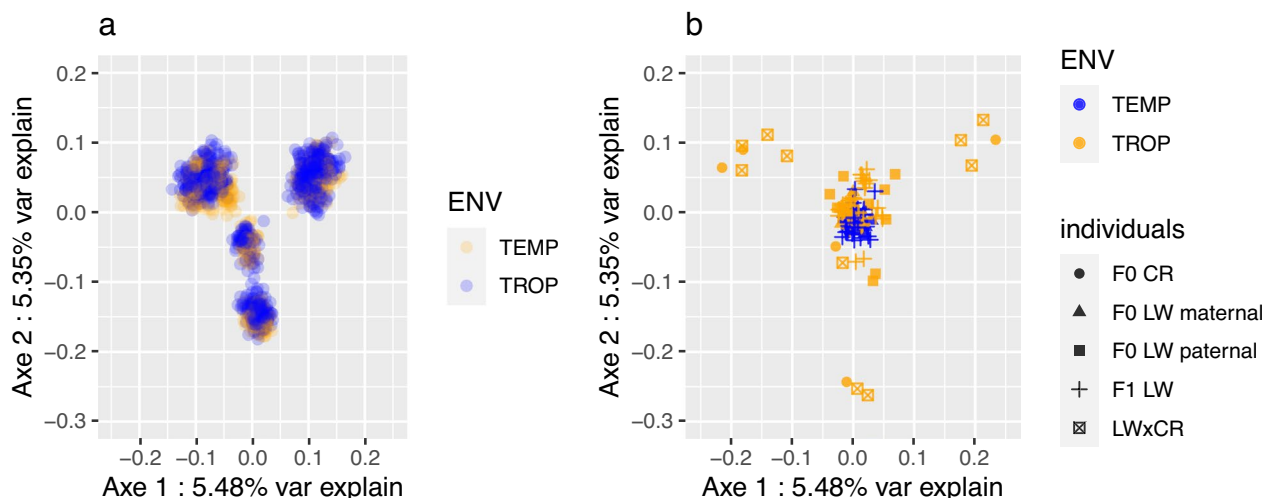 a
0.2
0.1
0.0
−0.1
−0.2
−0.3
Axe 2 : 5.35% var explain
−0.2 −0.1 0.0 0.1 0.2
Axe 1 : 5.48% var explain
ENV
TEMP
TROP
b
0.2
0.1
0.0
−0.1
−0.2
−0.3
Axe 2 : 5.35% var explain
−0.2 −0.1 0.0 0.1 0.2
Axe 1 : 5.48% var explain
ENV
TEMP
TROP
individuals
F0 CR
F0 LW maternal
F0 LW paternal
F1 LW
LWxCR